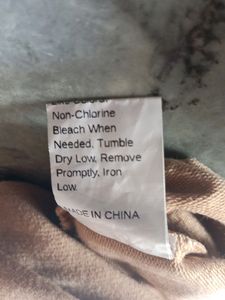 Non-Chlorine
Bleach When
Needed, Tumble
Dry Low, Remove
Promptly, Iron
Low
MADE IN CHINA